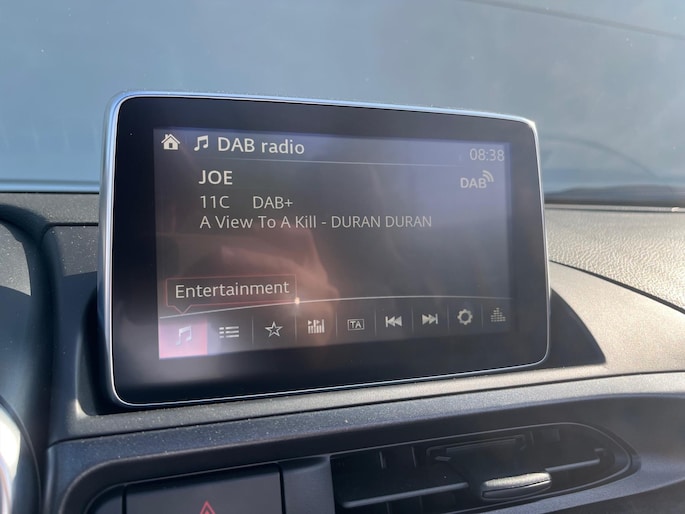 DAB radio
08:38
JOE
DAB
11C DAB+
A View To A Kill - DURAN DURAN
Entertainment
TA